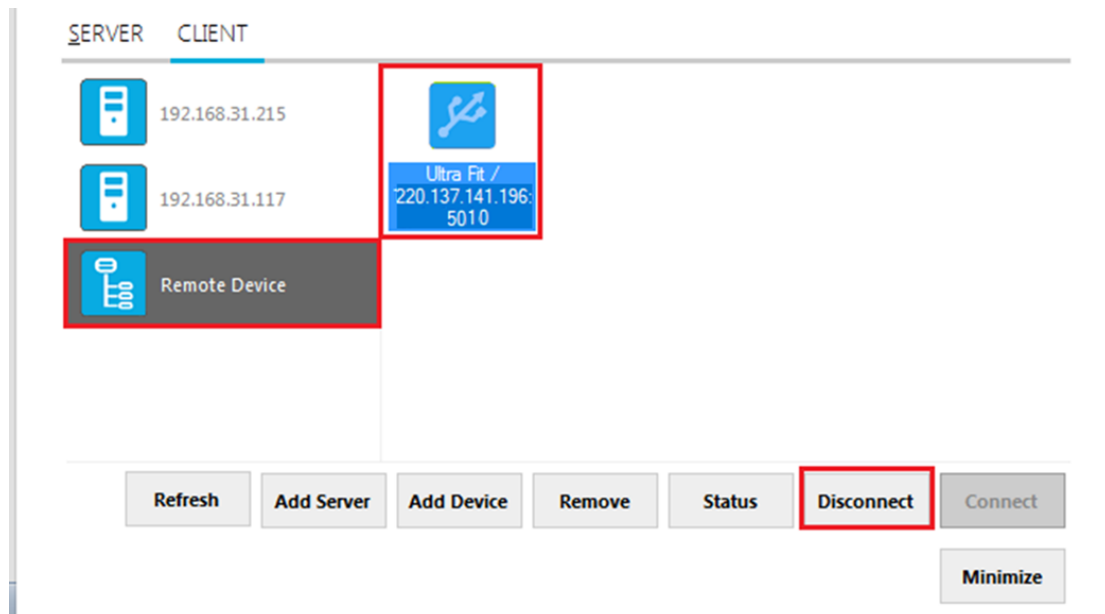 SERVER CLIENT
192.168.31.215
192.168.31.117
Remote Device
Ultra Fit /
220.137.141.196:
5010
Refresh Add Server Add Device Remove Status Disconnect Connect
Minimize